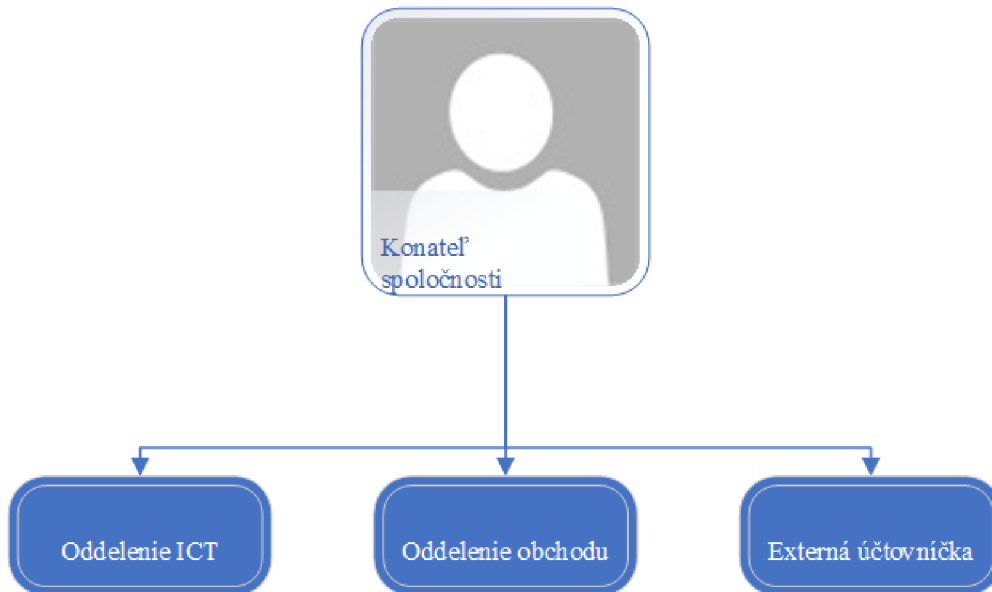 Konateľ
spoločnosti
Oddelenie ICT
Oddelenie obchodu
Externá účtovníčka